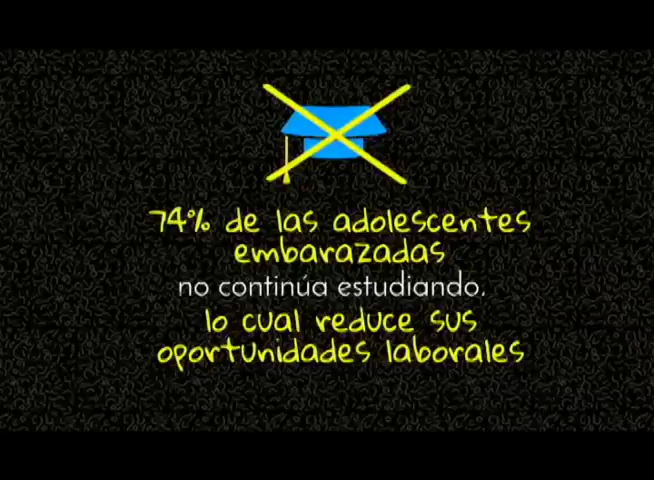 74% de las adolescentes
embarazadas
no continúa estudiando.
lo cual reduce sus
oportunidades laborales